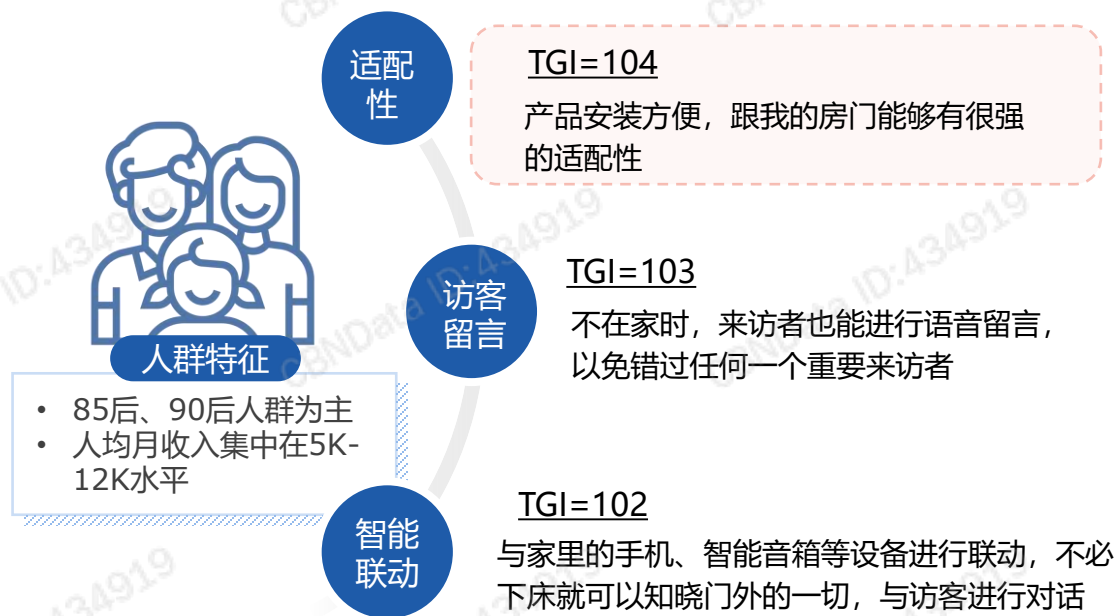 适配
性
TGI=104
产品安装方便，跟我的房门能够有很强
的适配性
访客
留言
TGI=103
不在家时，来访者也能进行语音留言，
以免错过任何一个重要来访者
人群特征
• 85后、90后人群为主
• 人均月收入集中在5K-
12K水平
智能
联动
TGI=102
与家里的手机、智能音箱等设备进行联动，不必
下床就可以知晓门外的一切，与访客进行对话
CBNData ID:434919